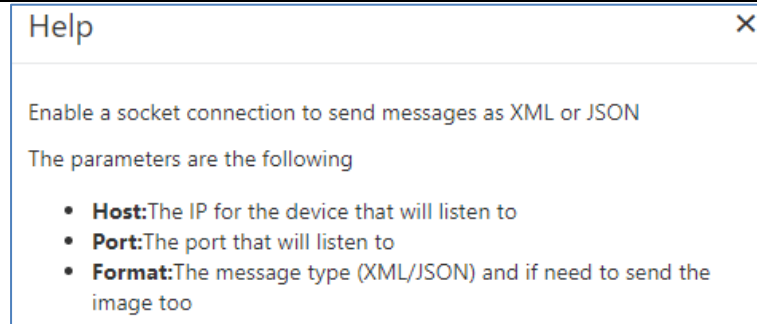 Help
Enable a socket connection to send messages as XML or JSON
The parameters are the following
Host:The IP for the device that will listen to
Port:The port that will listen to
Format:The message type (XML/JSON) and if need to send the
image too